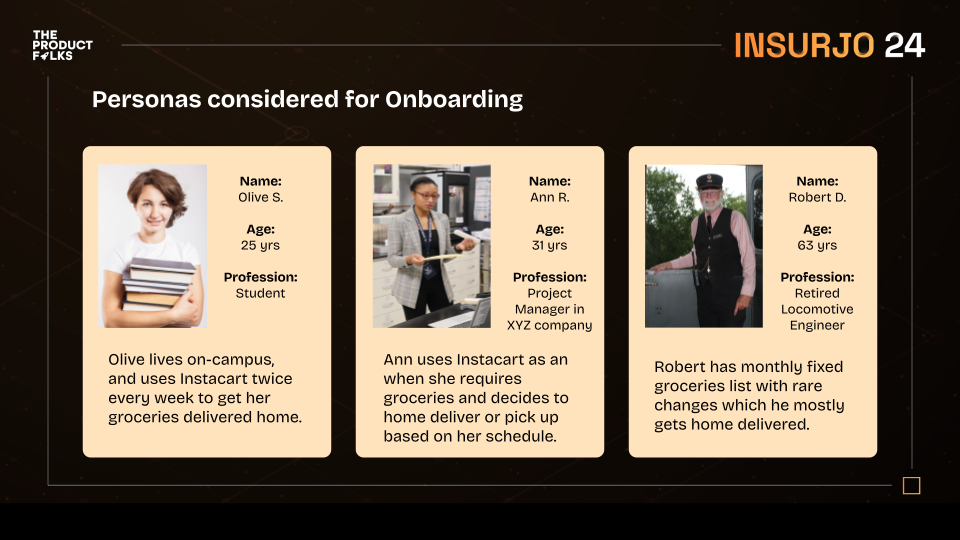 THE
PRODUCT
FOLKS
INSURJO 24
Personas considered for Onboarding
Name:
Olive S.
Age:
25 yrs
Profession:
Student
Olive lives on-campus,
and uses Instacart twice
every week to get her
groceries delivered home.
Name:
Ann R.
Age:
31 yrs
Profession:
Project
Manager in
XYZ company
Ann uses Instacart as an
when she requires
groceries and decides to
home deliver or pick up
based on her schedule.
Name:
Robert D.
Age:
63 yrs
Profession:
Retired
Locomotive
Engineer
Robert has monthly fixed
groceries list with rare
changes which he mostly
gets home delivered.